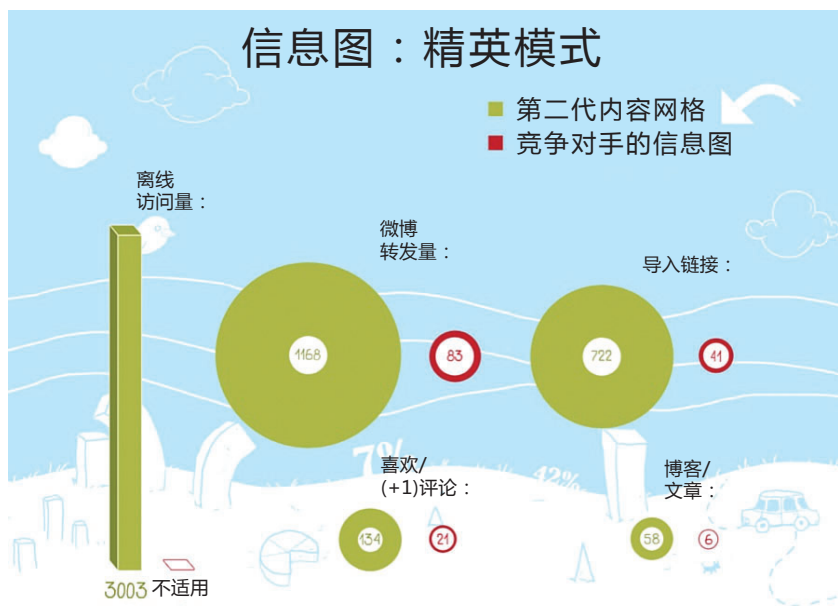 信息图：精英模式
第二代内容网格
竞争对手的信息图
离线
访问量：
微博
转发量：
导入链接：
1168
83
722
41
7%
喜欢/
(+1)评论：
42%
博客/
文章：
134
21
58
6
3003 不适用